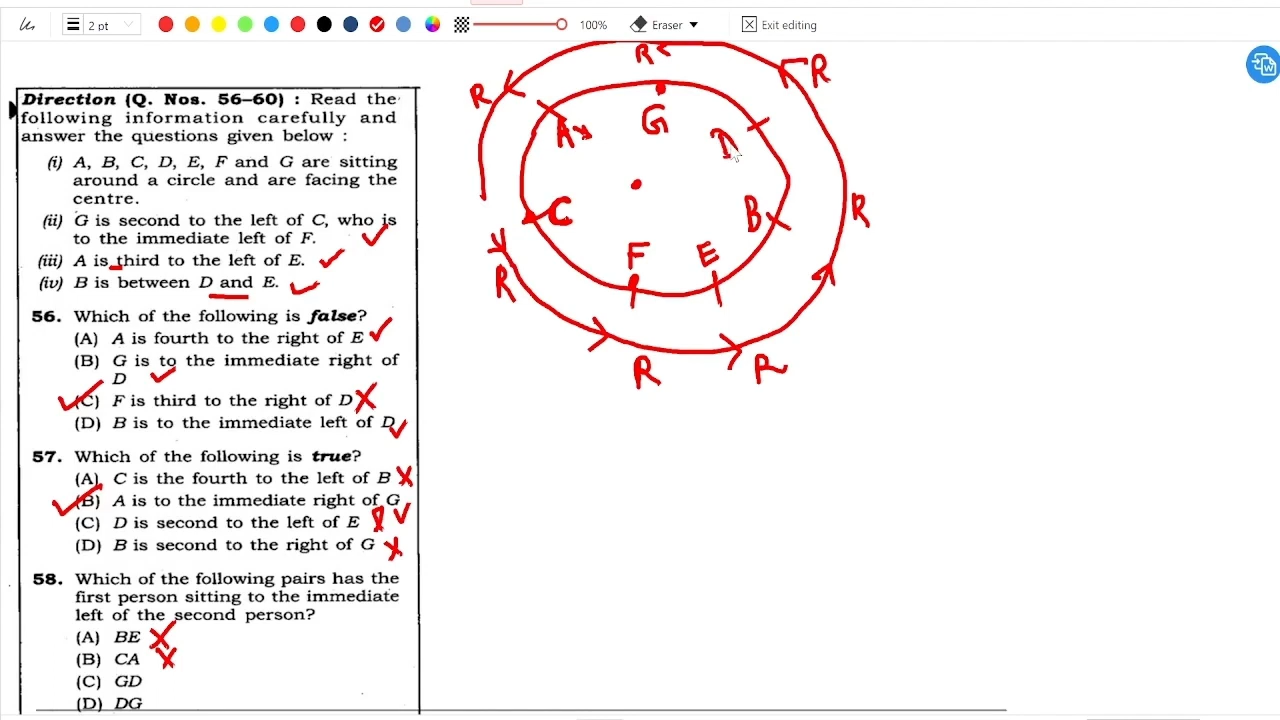 2 pt
100%
Eraser
Exit editing
Direction (Q. Nos. 56–60) : Read the
following information carefully and
answer the questions given below :
(i) A, B, C, D, E, F and G are sitting
around a circle and are facing the
centre.
(ii) G is second to the left of C, who is
to the immediate left of F.
(iii) A is third to the left of E.
(iv) B is between D and E.
56. Which of the following is false?
(A) A is fourth to the right of E
(B) G is to the immediate right of
D
(C) F is third to the right of D
(D) B is to the immediate left of D
57. Which of the following is true?
(A) C is the fourth to the left of B
(B) A is to the immediate right of G
(C) D is second to the left of E
(D) B is second to the right of G
58. Which of the following pairs has the
first person sitting to the immediate
left of the second person?
(A) BE
(B) CA
(C) GD
(D) DG
R
R
R
A
G
D
C
B
R
F
E
R
R
R